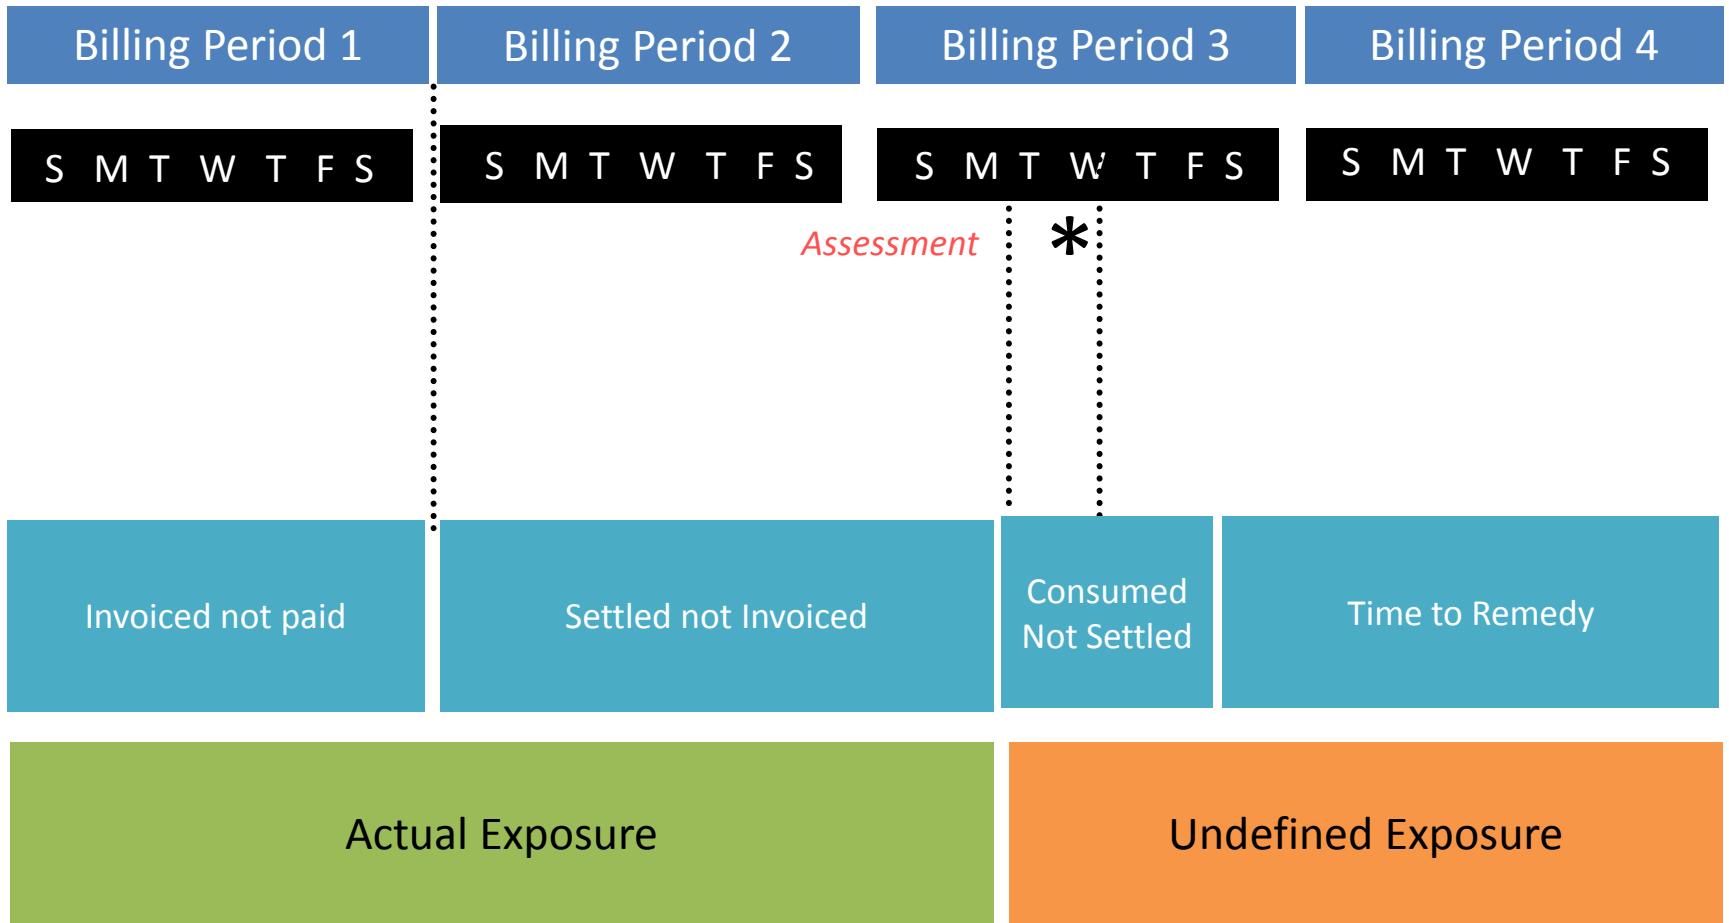 Billing Period 1
Billing Period 2
Billing Period 3
Billing Period 4
S M T W T F S
S M T W T F S
S M T W T F S
S M T W T F S
Assessment
*
Invoiced not paid
Settled not Invoiced
Consumed
Not Settled
Time to Remedy
Actual Exposure
Undefined Exposure